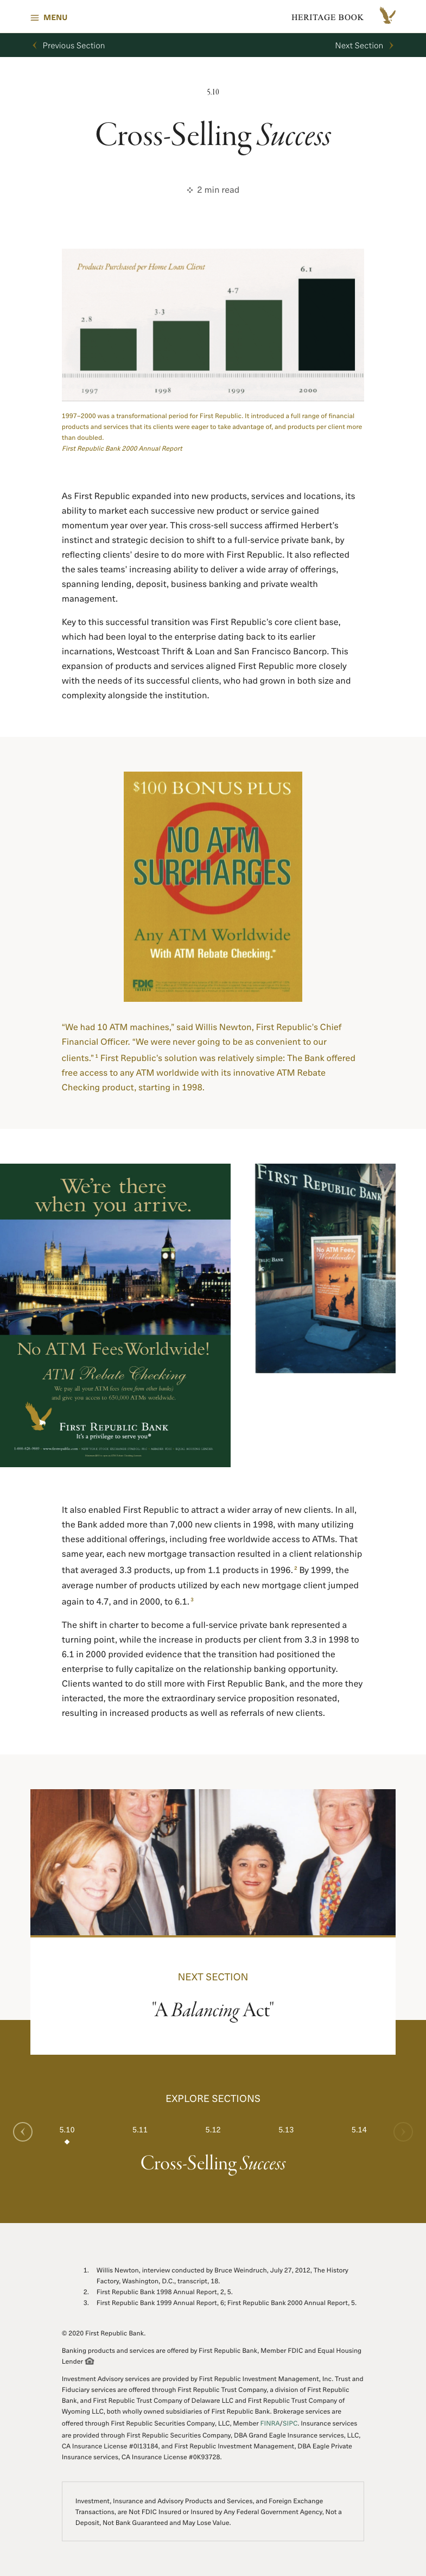 MENU
HERITAGE BOOK
Previous Section
Next Section
5.10
Cross-Selling Success
2 min read
Products Purchased per Home Loan Client
2.8
3.3
4.7
6.1
1997
1998
1999
2000
1997–2000 was a transformational period for First Republic. It introduced a full range of financial
products and services that its clients were eager to take advantage of, and products per client more
than doubled.
First Republic Bank 2000 Annual Report
As First Republic expanded into new products, services and locations, its
ability to market each successive new product or service gained
momentum year over year. This cross-sell success affirmed Herbert's
instinct and strategic decision to shift to a full-service private bank, by
reflecting clients' desire to do more with First Republic. It also reflected
the sales teams' increasing ability to deliver a wide array of offerings,
spanning lending, deposit, business banking and private wealth
management.
Key to this successful transition was First Republic's core client base,
which had been loyal to the enterprise dating back to its earlier
incarnations, Westcoast Thrift & Loan and San Francisco Bancorp. This
expansion of products and services aligned First Republic more closely
with the needs of its successful clients, who had grown in both size and
complexity alongside the institution.
$100 BONUS PLUS
NO ATM
SURCHARGES
Any ATM Worldwide
With ATM Rebate Checking.*
FDIC
"We had 10 ATM machines," said Willis Newton, First Republic's Chief
Financial Officer. "We were never going to be as convenient to our
clients." 1 First Republic's solution was relatively simple: The Bank offered
free access to any ATM worldwide with its innovative ATM Rebate
Checking product, starting in 1998.
We're there
when you arrive.
No ATM Fees Worldwide!
ATM Rebate Checking
We pay all your ATM fees (even from other banks)
and give you access to 650,000 ATMs worldwide.
FIRST REPUBLIC BANK
It's a privilege to serve you®
FIRST REPUBLIC BANK
No ATM Fees,
Worldwide!
It also enabled First Republic to attract a wider array of new clients. In all,
the Bank added more than 7,000 new clients in 1998, with many utilizing
these additional offerings, including free worldwide access to ATMs. That
same year, each new mortgage transaction resulted in a client relationship
that averaged 3.3 products, up from 1.1 products in 1996. 2 By 1999, the
average number of products utilized by each new mortgage client jumped
again to 4.7, and in 2000, to 6.1. 3
The shift in charter to become a full-service private bank represented a
turning point, while the increase in products per client from 3.3 in 1998 to
6.1 in 2000 provided evidence that the transition had positioned the
enterprise to fully capitalize on the relationship banking opportunity.
Clients wanted to do still more with First Republic Bank, and the more they
interacted, the more the extraordinary service proposition resonated,
resulting in increased products as well as referrals of new clients.
NEXT SECTION
"A Balancing Act"
EXPLORE SECTIONS
5.10
5.11
5.12
5.13
5.14
Cross-Selling Success
1. Willis Newton, interview conducted by Bruce Weindruch, July 27, 2012, The History
Factory, Washington, D.C., transcript, 18.
2. First Republic Bank 1998 Annual Report, 2, 5.
3. First Republic Bank 1999 Annual Report, 6; First Republic Bank 2000 Annual Report, 5.
© 2020 First Republic Bank.
Banking products and services are offered by First Republic Bank, Member FDIC and Equal Housing
Lender
Investment Advisory services are provided by First Republic Investment Management, Inc. Trust and
Fiduciary services are offered through First Republic Trust Company, a division of First Republic
Bank, and First Republic Trust Company of Delaware LLC and First Republic Trust Company of
Wyoming LLC, both wholly owned subsidiaries of First Republic Bank. Brokerage services are
offered through First Republic Securities Company, LLC, Member FINRA/SIPC. Insurance services
are provided through First Republic Securities Company, DBA Grand Eagle Insurance services, LLC,
CA Insurance License #0I13184, and First Republic Investment Management, DBA Eagle Private
Insurance services, CA Insurance License #0K93728.
Investment, Insurance and Advisory Products and Services, and Foreign Exchange
Transactions, are Not FDIC Insured or Insured by Any Federal Government Agency, Not a
Deposit, Not Bank Guaranteed and May Lose Value.